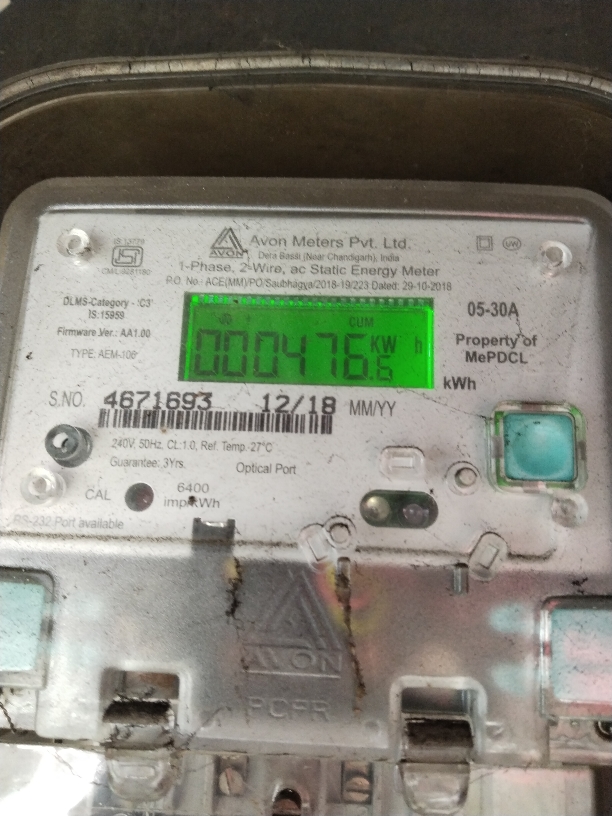 IS 13779
CM/L-9281180
AVON
Avon Meters Pvt. Ltd.
Dera Bassi (Near Chandigarh), India
1-Phase, 2-Wire, ac Static Energy Meter
P.O. No.- ACE(MM)/PO/Saubhagya/2018-19/223 Dated: 29-10-2018
DLMS-Category - 'C3'
IS:15959
Firmware Ver.: AA1.00
TYPE: AEM-106
CUM
000476.6 KW h
05-30A
Property of
MePDCL
kWh
S.NO. 4671693 12/18 MM/YY
240V, 50Hz, CL:1.0, Ref. Temp.-27°C
Guarantee: 3Yrs.
Optical Port
CAL
6400
imp/kWh
RS-232 Port available
AVON